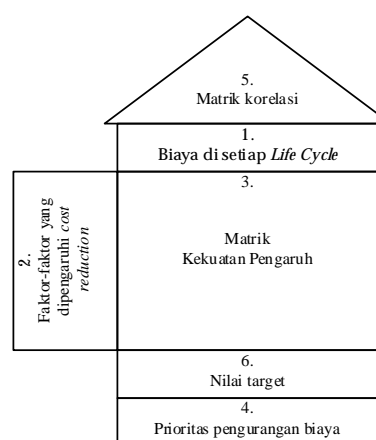 5.
Matrik korelasi
1.
Biaya di setiap Life Cycle
2.
Faktor-faktor yang
dipengaruhi cost
reduction
3.
Matrik
Kekuatan Pengaruh
6.
Nilai target
4.
Prioritas pengurangan biaya